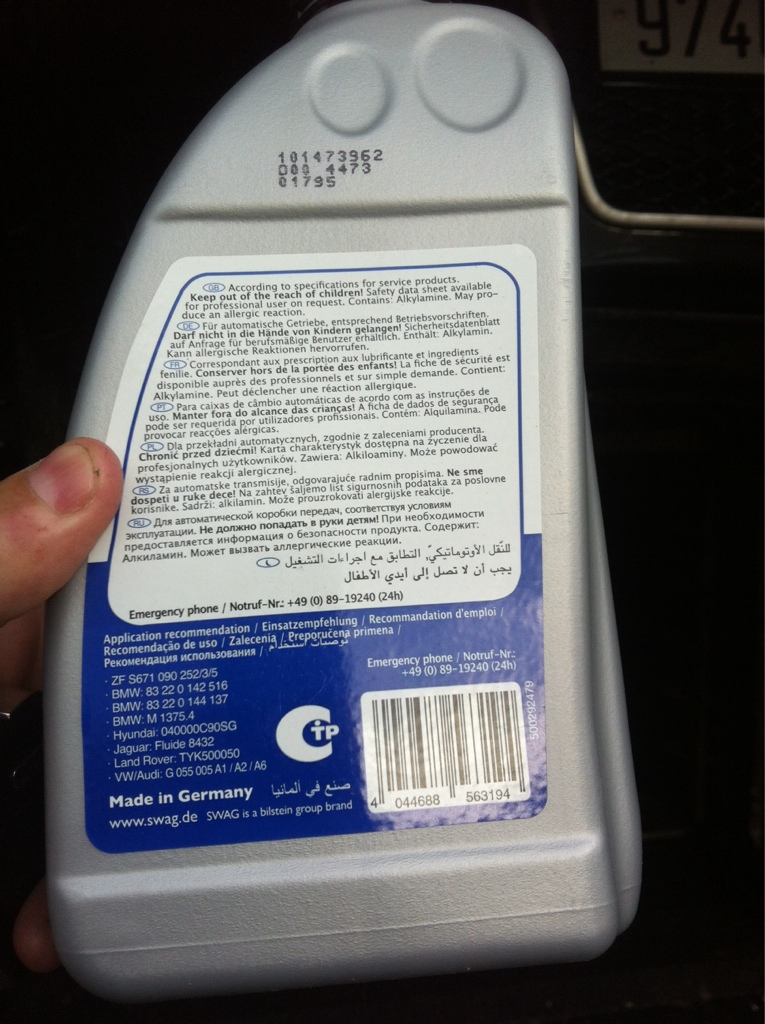 974
101473962
D09 4473
01795
GB According to specifications for service products.
Keep out of the reach of children! Safety data sheet available
for professional user on request. Contains: Alkylamine. May pro-
duce an allergic reaction.
DE Für automatische Getriebe, entsprechend Betriebsvorschriften.
Darf nicht in die Hände von Kindern gelangen! Sicherheitsdatenblatt
auf Anfrage für berufsmäßige Benutzer erhältlich. Enthält: Alkylamin.
Kann allergische Reaktionen hervorrufen.
FR Correspondant aux prescription aux lubrificante et ingredients
fenilie. Conserver hors de la portée des enfants! La fiche de sécurité est
disponible auprès des professionnels et sur simple demande. Contient:
Alkylamine. Peut déclencher une réaction allergique.
PT Para caixas de câmbio automáticas de acordo com as instruções de
uso. Manter fora do alcance das crianças! A ficha de dados de segurança
pode ser requerida por utilizadores profissionais. Contém: Alquilamina. Pode
provocar reacções alérgicas.
PL Dla przekładni automatycznych, zgodnie z zaleceniami producenta.
Chronić przed dziećmi! Karta charakterystyk dostępna na życzenie dla
profesjonalnych użytkowników. Zawiera: Alkiloaminy. Może powodować
wystąpienie reakcji alergicznej.
RS Za automatske transmisije, odgovarajuće radnim propisima. Ne sme
dospeti u ruke dece! Na zahtev šaljemo list sigurnosnih podataka za poslovne
korisnike. Sadrži: alkilamin. Može prouzrokovati alergijske reakcije.
RU Для автоматической коробки передач, соответствуя условиям
эксплуатации. Не должно попадать в руки детям! При необходимости
предоставляется информация о безопасности продукта. Содержит:
Алкиламин. Может вызвать аллергические реакции.
للنقل الأوتوماتيكيّ, التطابق مع اجراءات التشغيل
يجب أن لا تصل إلى أيدي الأطفال
Emergency phone / Notruf-Nr.: +49 (0) 89-19240 (24h)
Application recommendation / Einsatzempfehlung / Recommandation d'emploi /
Recomendação de uso / Zalecenia / Preporučena primena /
Рекомендация использования / توصيات استخدام
Emergency phone / Notruf-Nr.:
+49 (0) 89-19240 (24h)
· ZF S671 090 252/3/5
· BMW: 83 22 0 142 516
· BMW: 83 22 0 144 137
· BMW: M 1375.4
· Hyundai: 040000C90SG
· Jaguar: Fluide 8432
· Land Rover: TYK500050
· VW/Audi: G 055 005 A1 / A2 / A6
CTP
500292479
4 044688 563194
Made in Germany صنع في ألمانيا
www.swag.de SWAG is a bilstein group brand